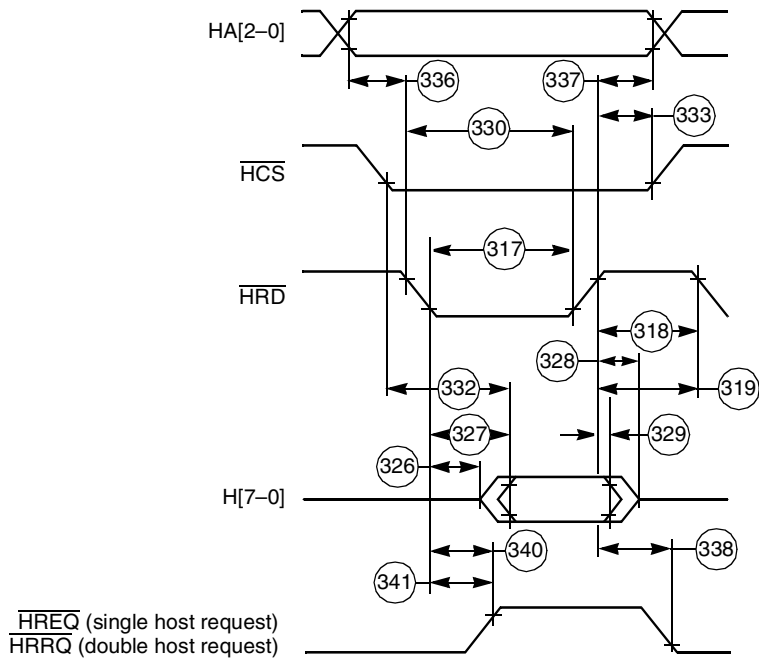 HA[2–0]
336
337
330
333
HCS
317
HRD
318
328
332
319
327
329
326
H[7–0]
340
338
341
HREQ (single host request)
HRRQ (double host request)